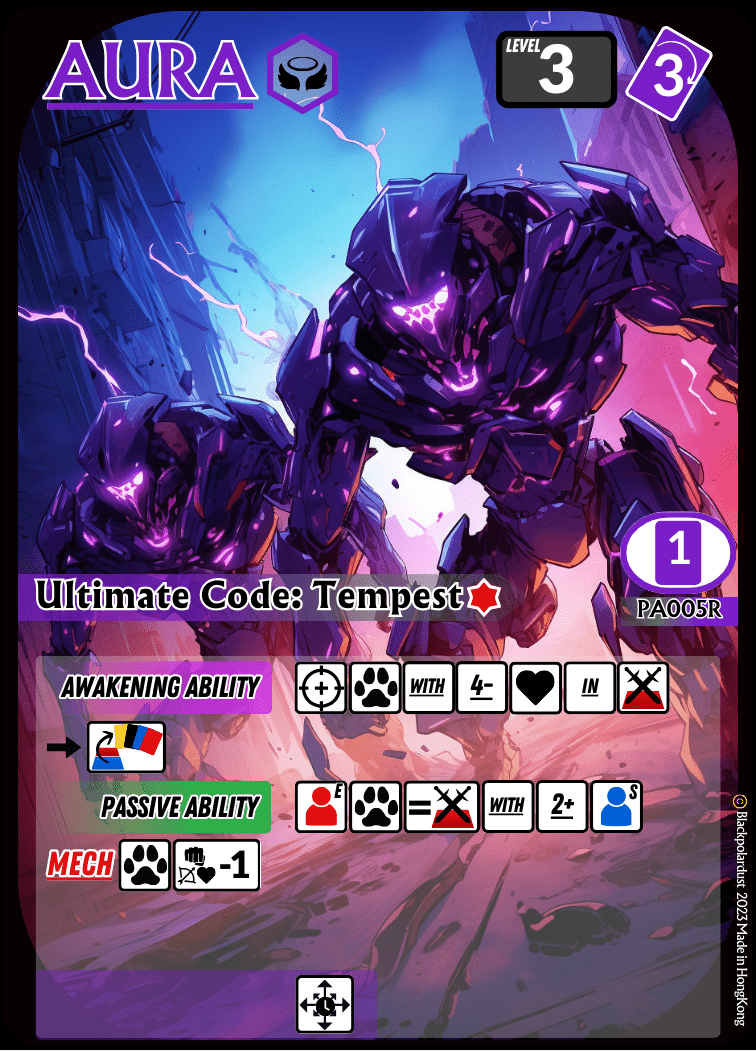 AURA
LEVEL 3
3
1
Ultimate Code: Tempest
PA005R
AWAKENING ABILITY WITH 4- IN
PASSIVE ABILITY E = WITH 2+ S
MECH -1
© Blackpolardust 2023 Made in HongKong